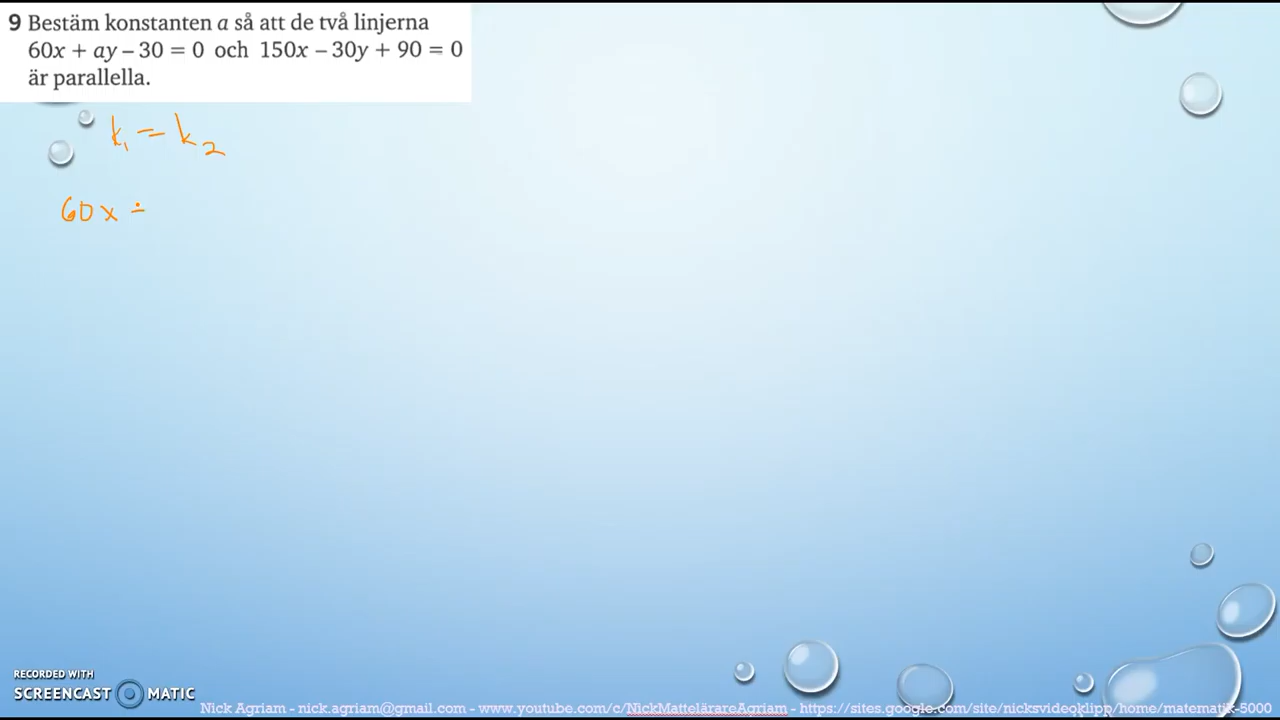 9 Bestäm konstanten a så att de två linjerna
60x + ay – 30 = 0 och 150x – 30y + 90 = 0
är parallella.
k₁ = k₂
60x ÷
RECORDED WITH
SCREENCAST MATIC
Nick Agriam - nick.agriam@gmail.com - www.youtube.com/c/NickMattelärareAgriam - https://sites.google.com/site/nicksvideoklipp/home/matematik-5000